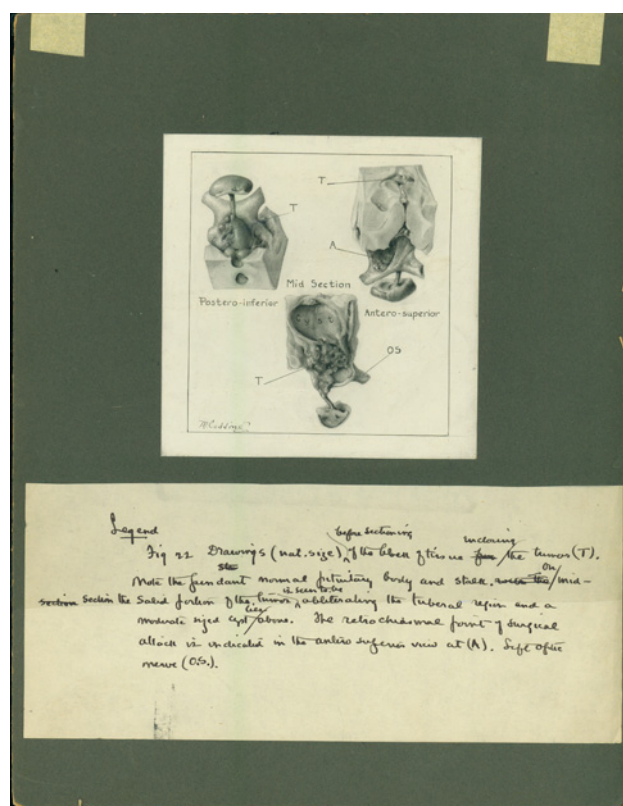 T
T
A
Mid Section
Postero-inferior
Antero-superior
OS
T
Legend
before sectioning
inclosing
Fig 22 Drawings (nat. size) of the block of tissue the tumor (T).
on
Note the pendant normal pituitary body and stalk. mid-
is seen to be
section section the solid portion of the tumor obliterating the tuberal region and a
lies
moderate sized cyst above. The retrochiasmal point of surgical
attack is indicated in the antero superior view at (A). Left optic
nerve (O.S.).